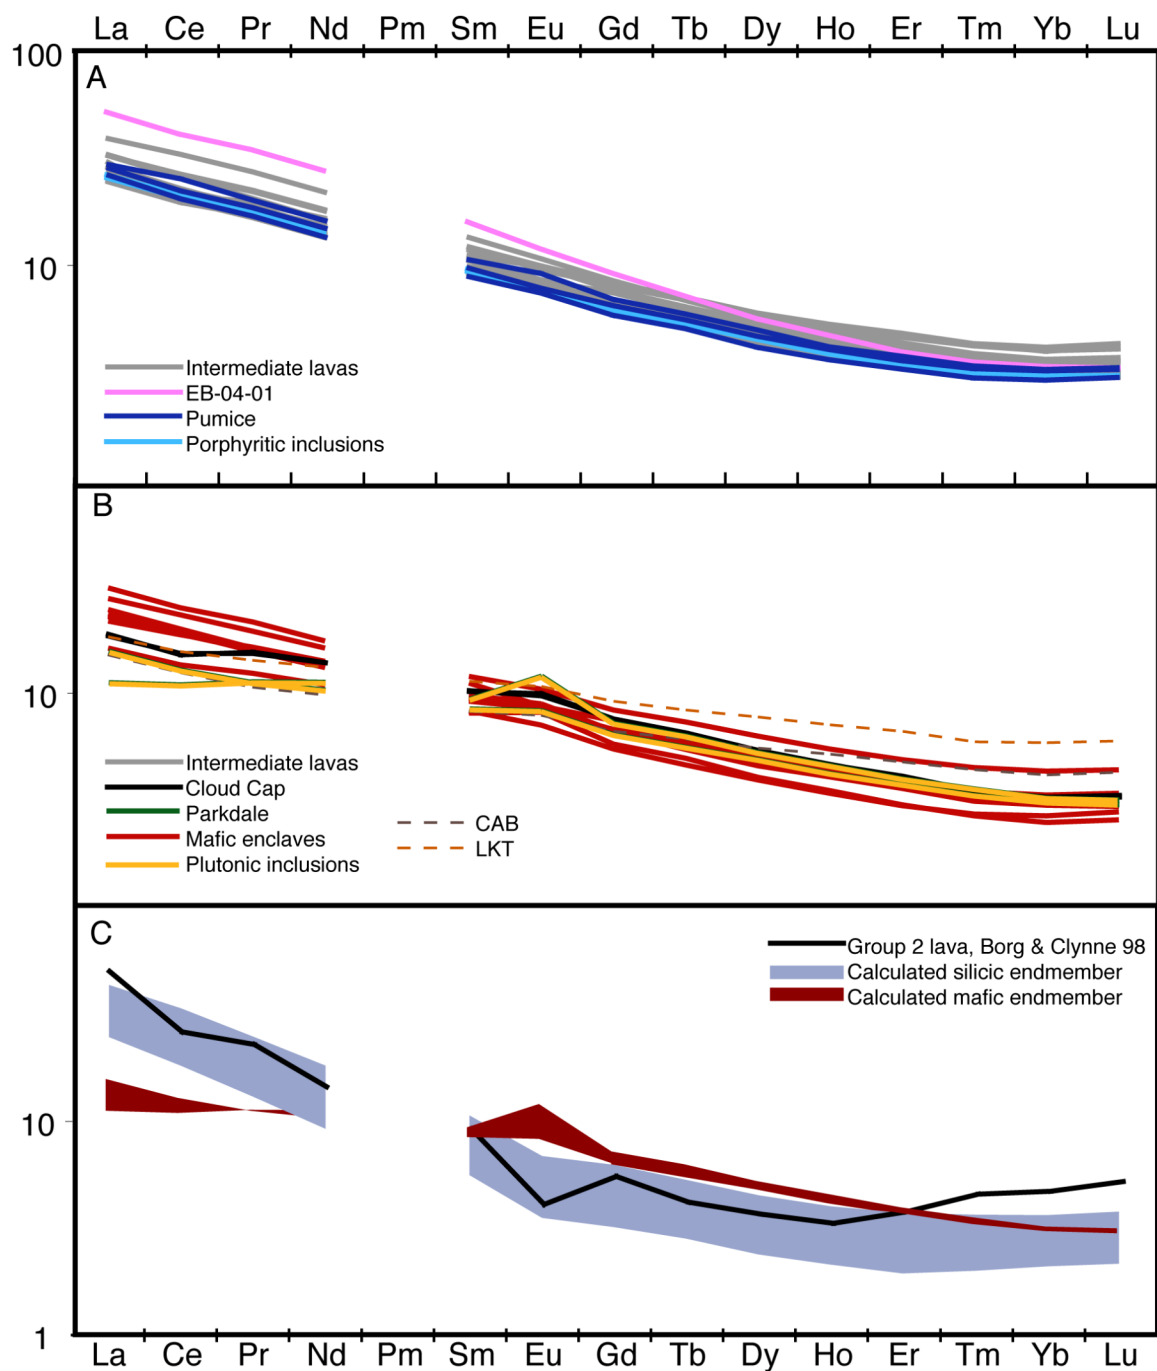 La Ce Pr Nd Pm Sm Eu Gd Tb Dy Ho Er Tm Yb Lu
100
A
10
Intermediate lavas
EB-04-01
Pumice
Porphyritic inclusions
B
10
Intermediate lavas
Cloud Cap
Parkdale
Mafic enclaves
Plutonic inclusions
CAB
LKT
C
Group 2 lava, Borg & Clynne 98
Calculated silicic endmember
Calculated mafic endmember
10
1
La Ce Pr Nd Pm Sm Eu Gd Tb Dy Ho Er Tm Yb Lu